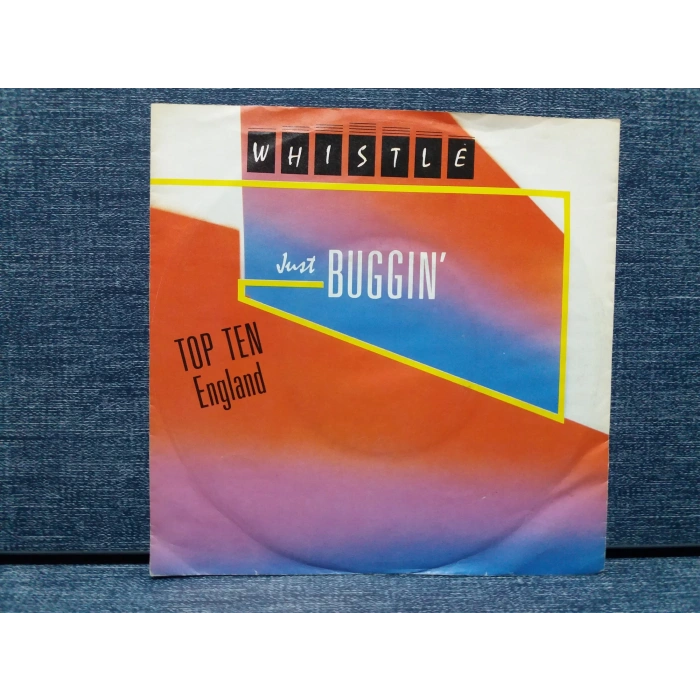 WHISTLE
Just BUGGIN'
TOP TEN
England